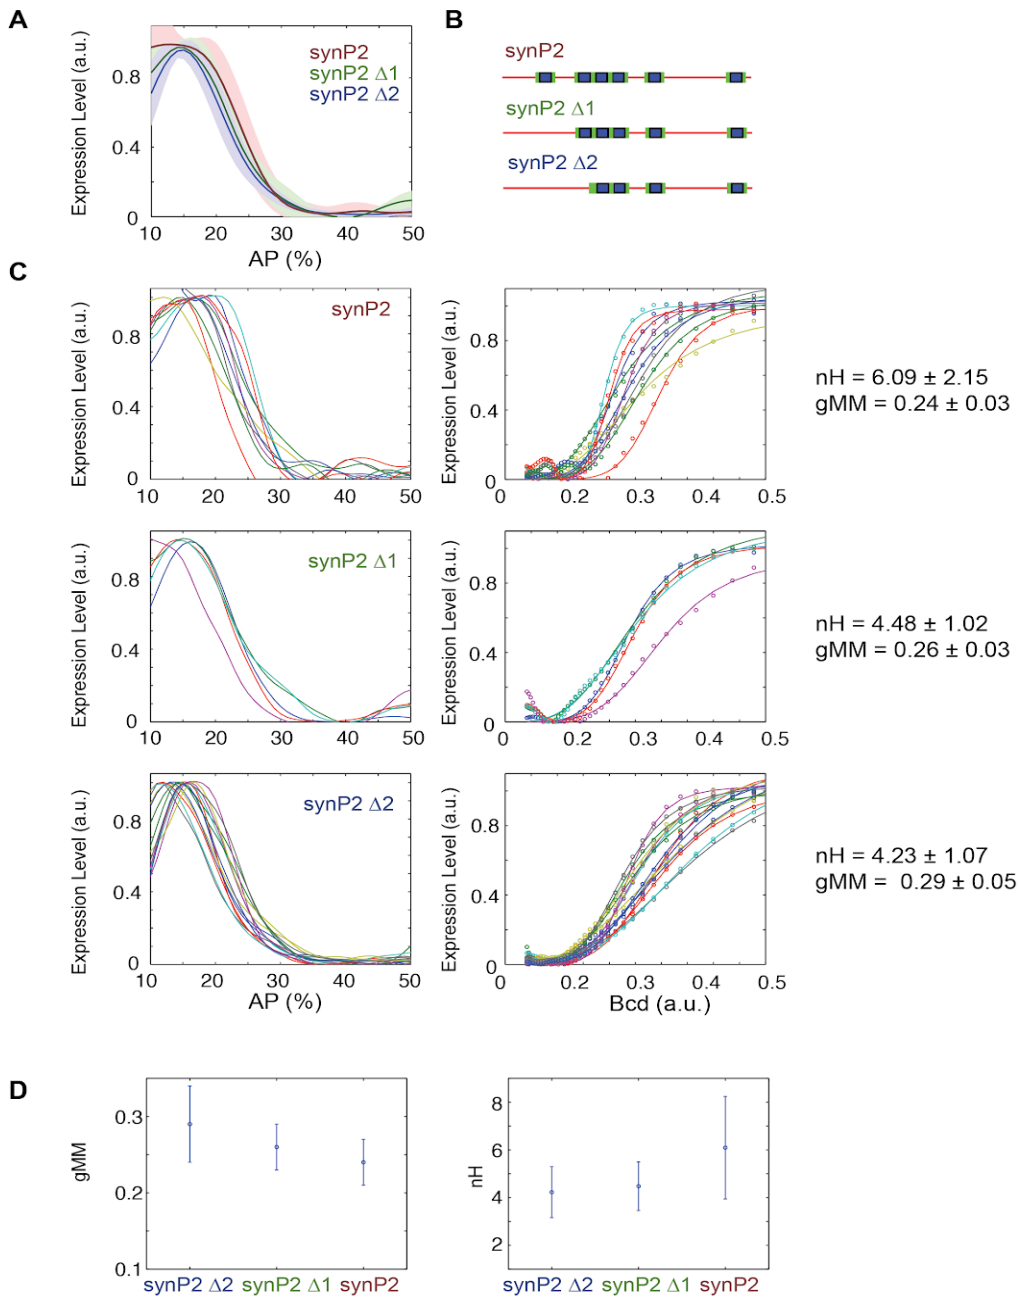 A
Expression Level (a.u.)
0.8
0.4
0
10 20 30 40 50
AP (%)
synP2
synP2 Δ1
synP2 Δ2
B
synP2
synP2 Δ1
synP2 Δ2
C
Expression Level (a.u.)
0.8
0.4
0
10 20 30 40 50
synP2
Expression Level (a.u.)
0.8
0.4
0
0 0.2 0.3 0.4 0.5
nH = 6.09 ± 2.15
gMM = 0.24 ± 0.03
Expression Level (a.u.)
0.8
0.4
0
10 20 30 40 50
synP2 Δ1
Expression Level (a.u.)
0.8
0.4
0
0 0.2 0.3 0.4 0.5
nH = 4.48 ± 1.02
gMM = 0.26 ± 0.03
Expression Level (a.u.)
0.8
0.4
0
10 20 30 40 50
AP (%)
synP2 Δ2
Expression Level (a.u.)
0.8
0.4
0
0 0.2 0.3 0.4 0.5
Bcd (a.u.)
nH = 4.23 ± 1.07
gMM = 0.29 ± 0.05
D
gMM
0.3
0.2
0.1
synP2 Δ2 synP2 Δ1 synP2
nH
8
6
4
2
synP2 Δ2 synP2 Δ1 synP2